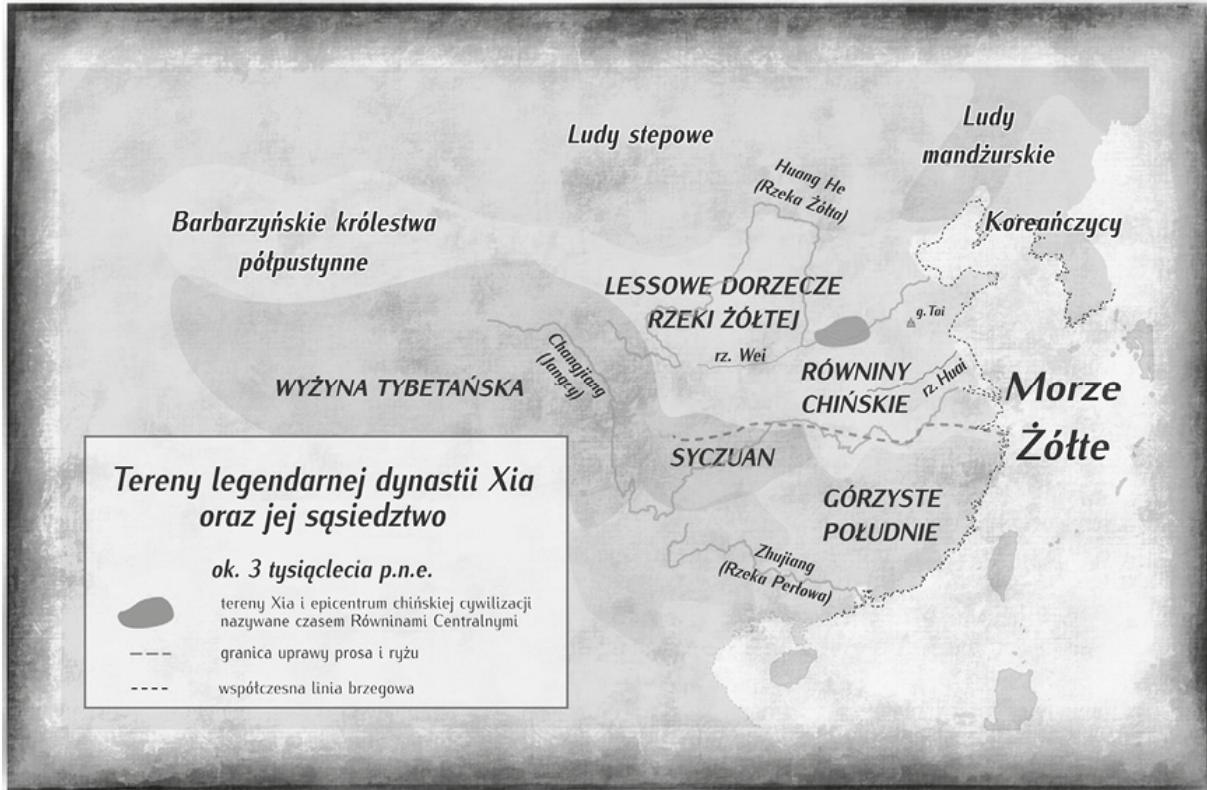 Ludy stepowe
Ludy
mandżurskie
Huang He
(Rzeka Żółta)
Barbarzyńskie królestwa
półpustynne
Koreańczycy
LESSOWE DORZECZE
RZEKI ŻÓŁTEJ
g. Tai
rz. Wei
Changjiang
(Jangcy)
WYŻYNA TYBETAŃSKA
RÓWNINY
CHIŃSKIE
rz. Huai
Morze
Żółte
SYCZUAN
GÓRZYSTE
POŁUDNIE
Zhujiang
(Rzeka Perłowa)
Tereny legendarnej dynastii Xia
oraz jej sąsiedztwo
ok. 3 tysiąclecia p.n.e.
tereny Xia i epicentrum chińskiej cywilizacji
nazywane czasem Równinami Centralnymi
granica uprawy prosa i ryżu
współczesna linia brzegowa